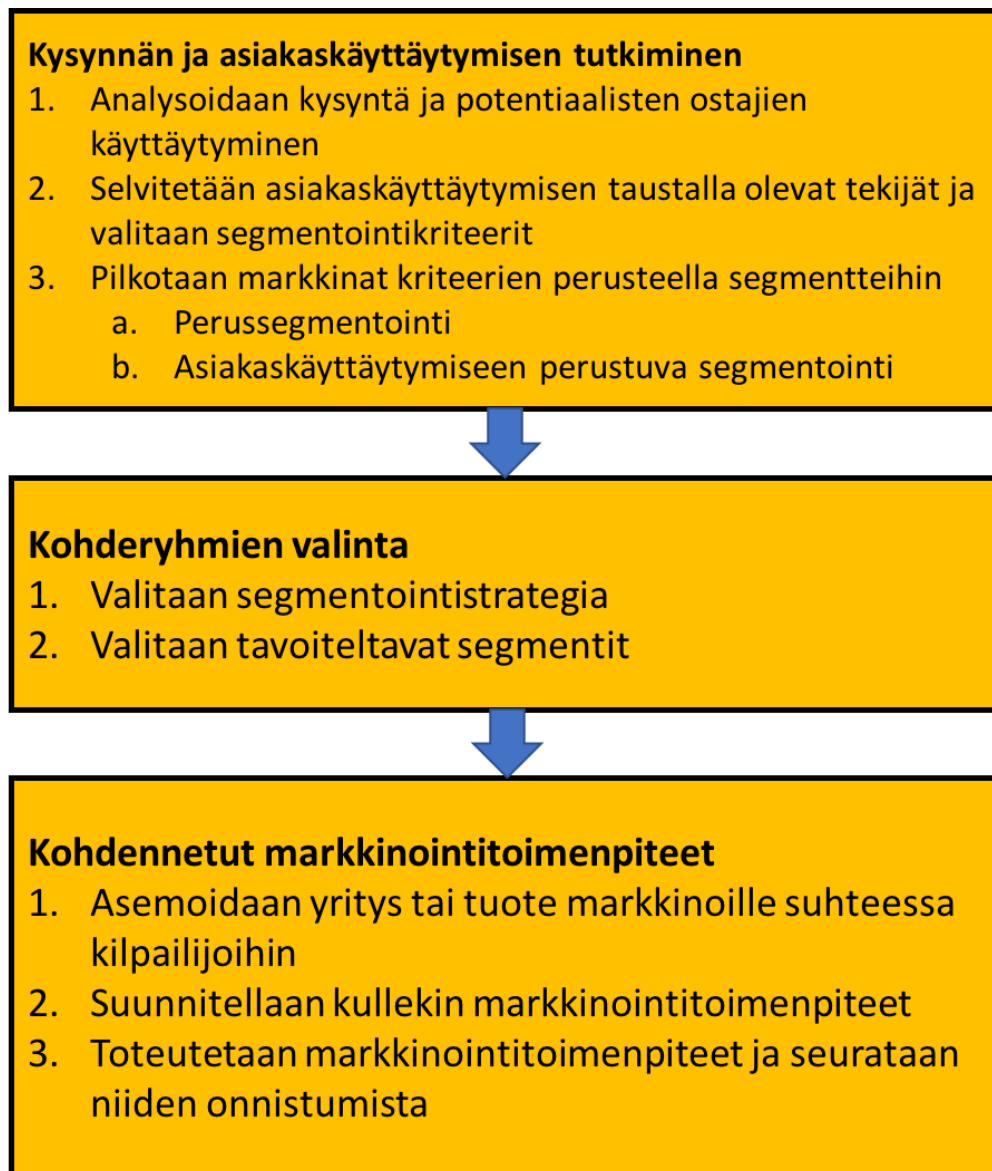 Kysynnän ja asiakaskäyttäytymisen tutkiminen
1. Analysoidaan kysyntä ja potentiaalisten ostajien
käyttäytyminen
2. Selvitetään asiakaskäyttäytymisen taustalla olevat tekijät ja
valitaan segmentointikriteerit
3. Pilkotaan markkinat kriteerien perusteella segmentteihin
a. Perussegmentointi
b. Asiakaskäyttäytymiseen perustuva segmentointi
Kohderyhmien valinta
1. Valitaan segmentointistrategia
2. Valitaan tavoiteltavat segmentit
Kohdennetut markkinointitoimenpiteet
1. Asemoidaan yritys tai tuote markkinoille suhteessa
kilpailijoihin
2. Suunnitellaan kullekin markkinointitoimenpiteet
3. Toteutetaan markkinointitoimenpiteet ja seurataan
niiden onnistumista